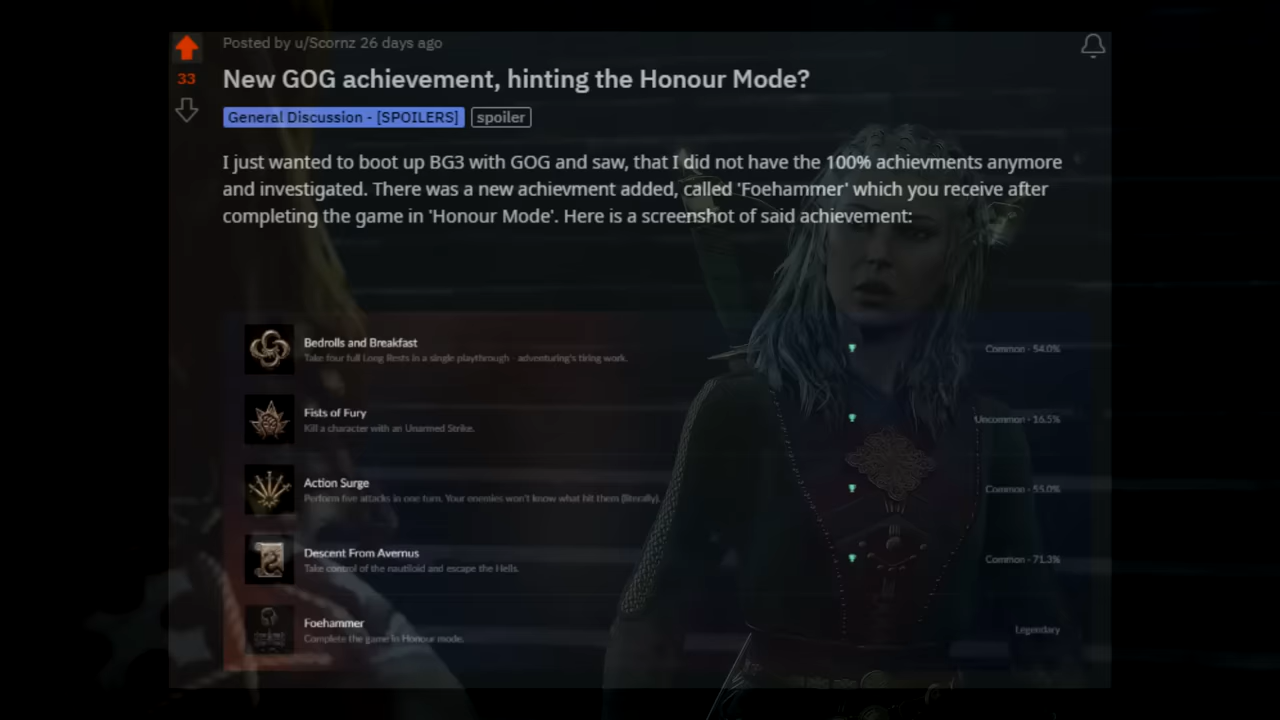 Posted by u/Scornz 26 days ago
33
New GOG achievement, hinting the Honour Mode?
General Discussion - [SPOILERS] spoiler
I just wanted to boot up BG3 with GOG and saw, that I did not have the 100% achievments anymore
and investigated. There was a new achievment added, called 'Foehammer' which you receive after
completing the game in 'Honour Mode'. Here is a screenshot of said achievement:
Bedrolls and Breakfast
Take four full Long Rests in a single playthrough - adventuring's tiring work.
Common - 54.0%
Fists of Fury
Kill a character with an Unarmed Strike.
Uncommon - 16.5%
Action Surge
Perform five attacks in one turn. Your enemies won't know what hit them (literally).
Common - 55.0%
Descent From Avernus
Take control of the nautiloid and escape the Hells.
Common - 71.3%
Foehammer
Complete the game in Honour mode.
Legendary